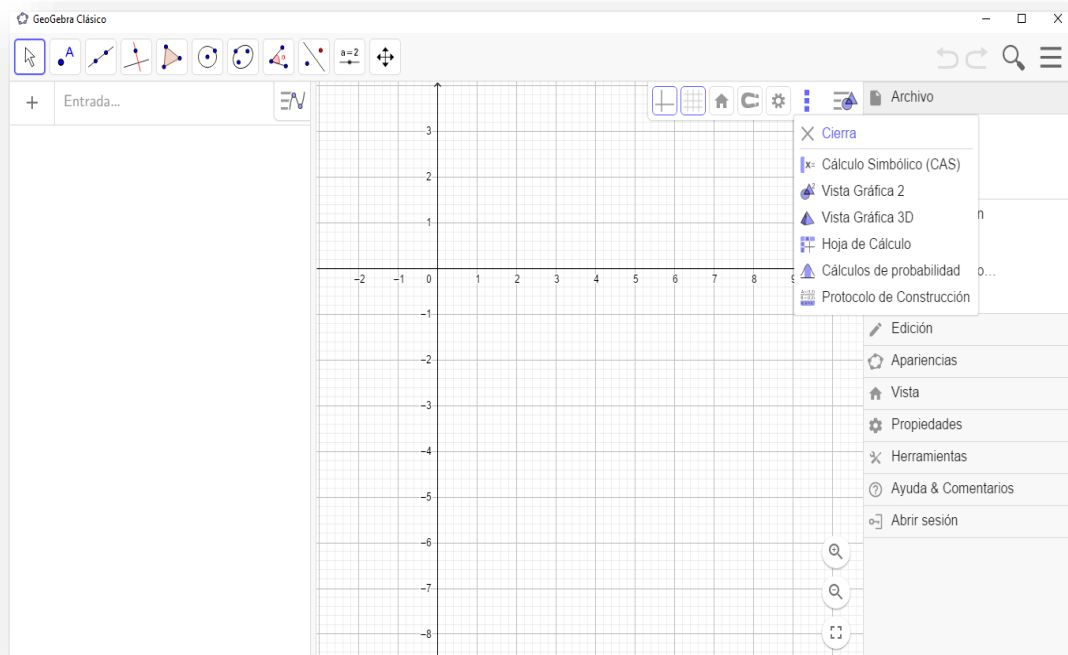 GeoGebra Clásico
A
a=2
Entrada...
Archivo
Cierra
x= Cálculo Simbólico (CAS)
Vista Gráfica 2
Vista Gráfica 3D
n
Hoja de Cálculo
Cálculos de probabilidad
o...
Protocolo de Construcción
Edición
Apariencias
Vista
Propiedades
Herramientas
Ayuda & Comentarios
Abrir sesión
3
2
1
−2 −1 0 1 2 3 4 5 6 7 8
−1
−2
−3
−4
−5
−6
−7
−8